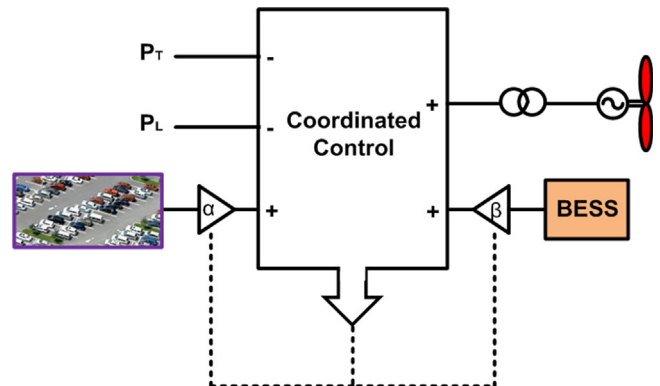 PT
-
PL
-
Coordinated
Control
+
α
+
+
β
BESS